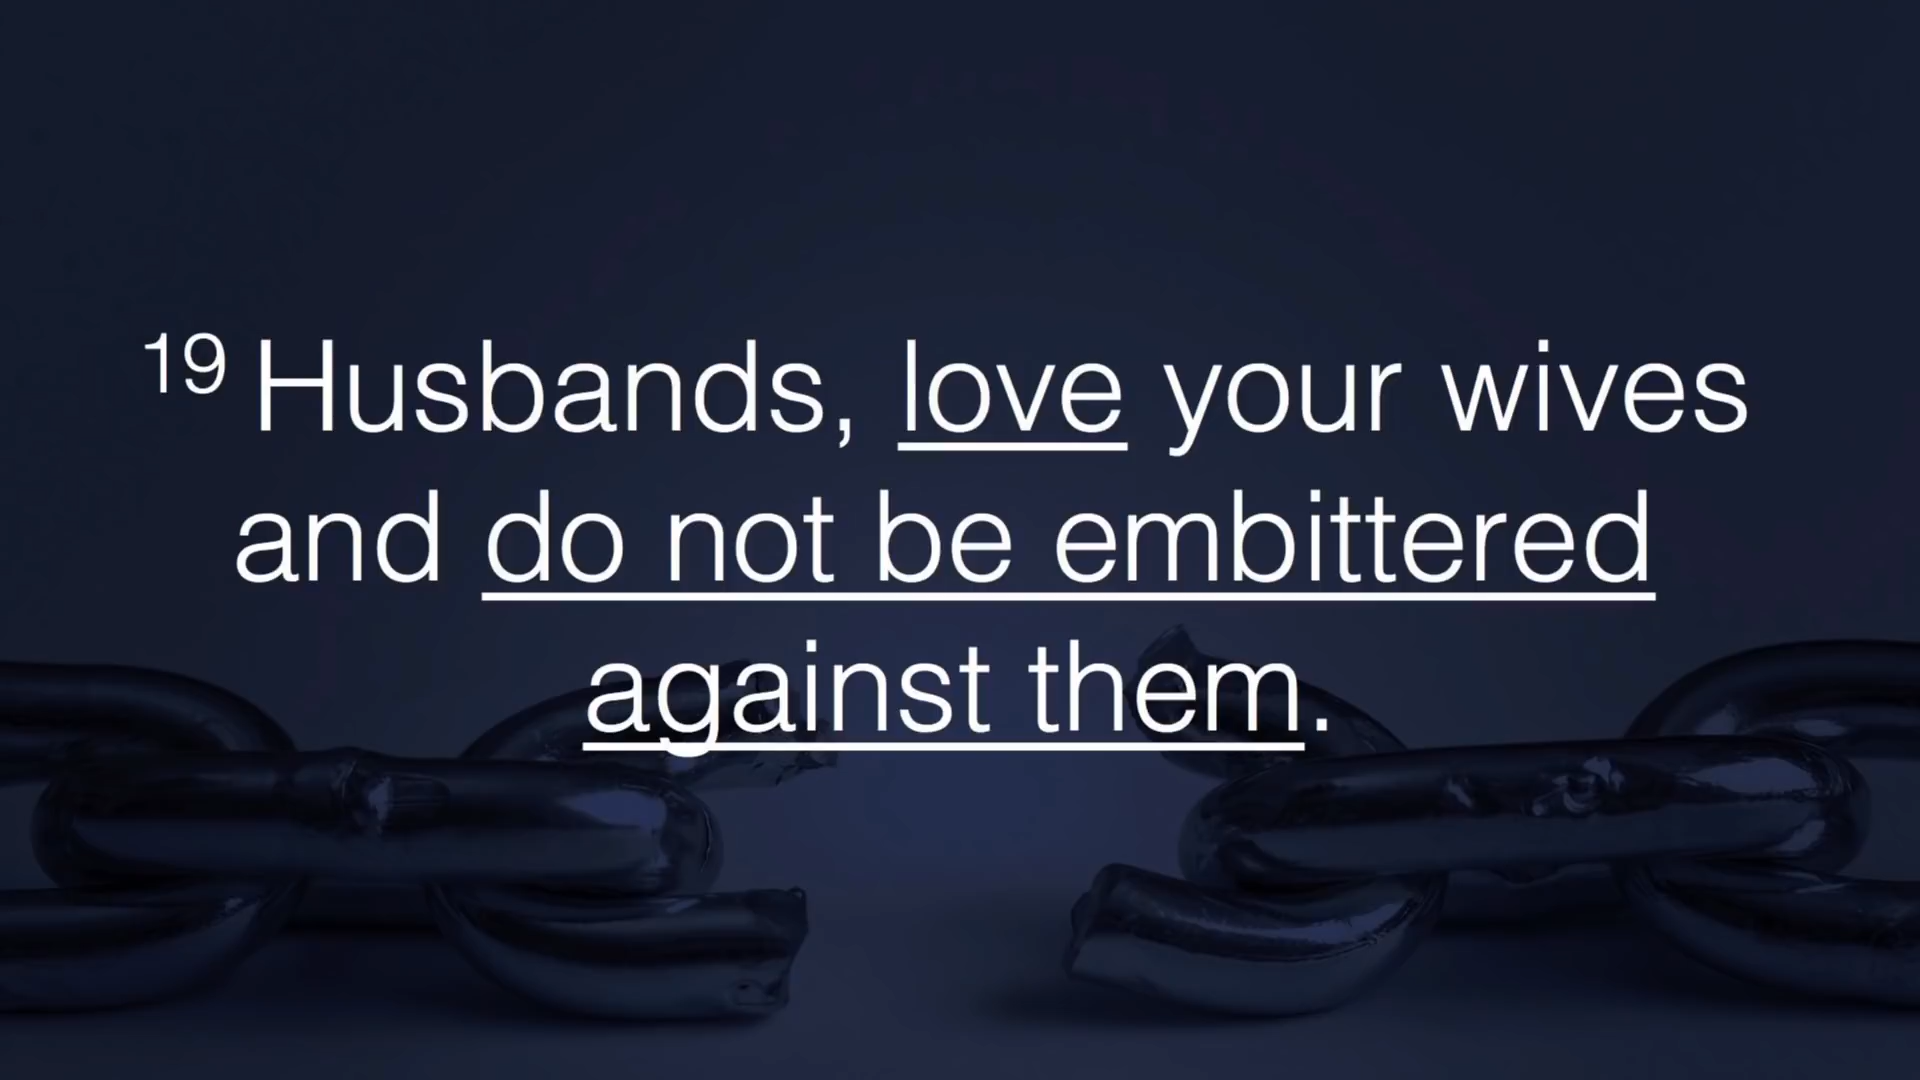 19 Husbands, love your wives
and do not be embittered
against them.